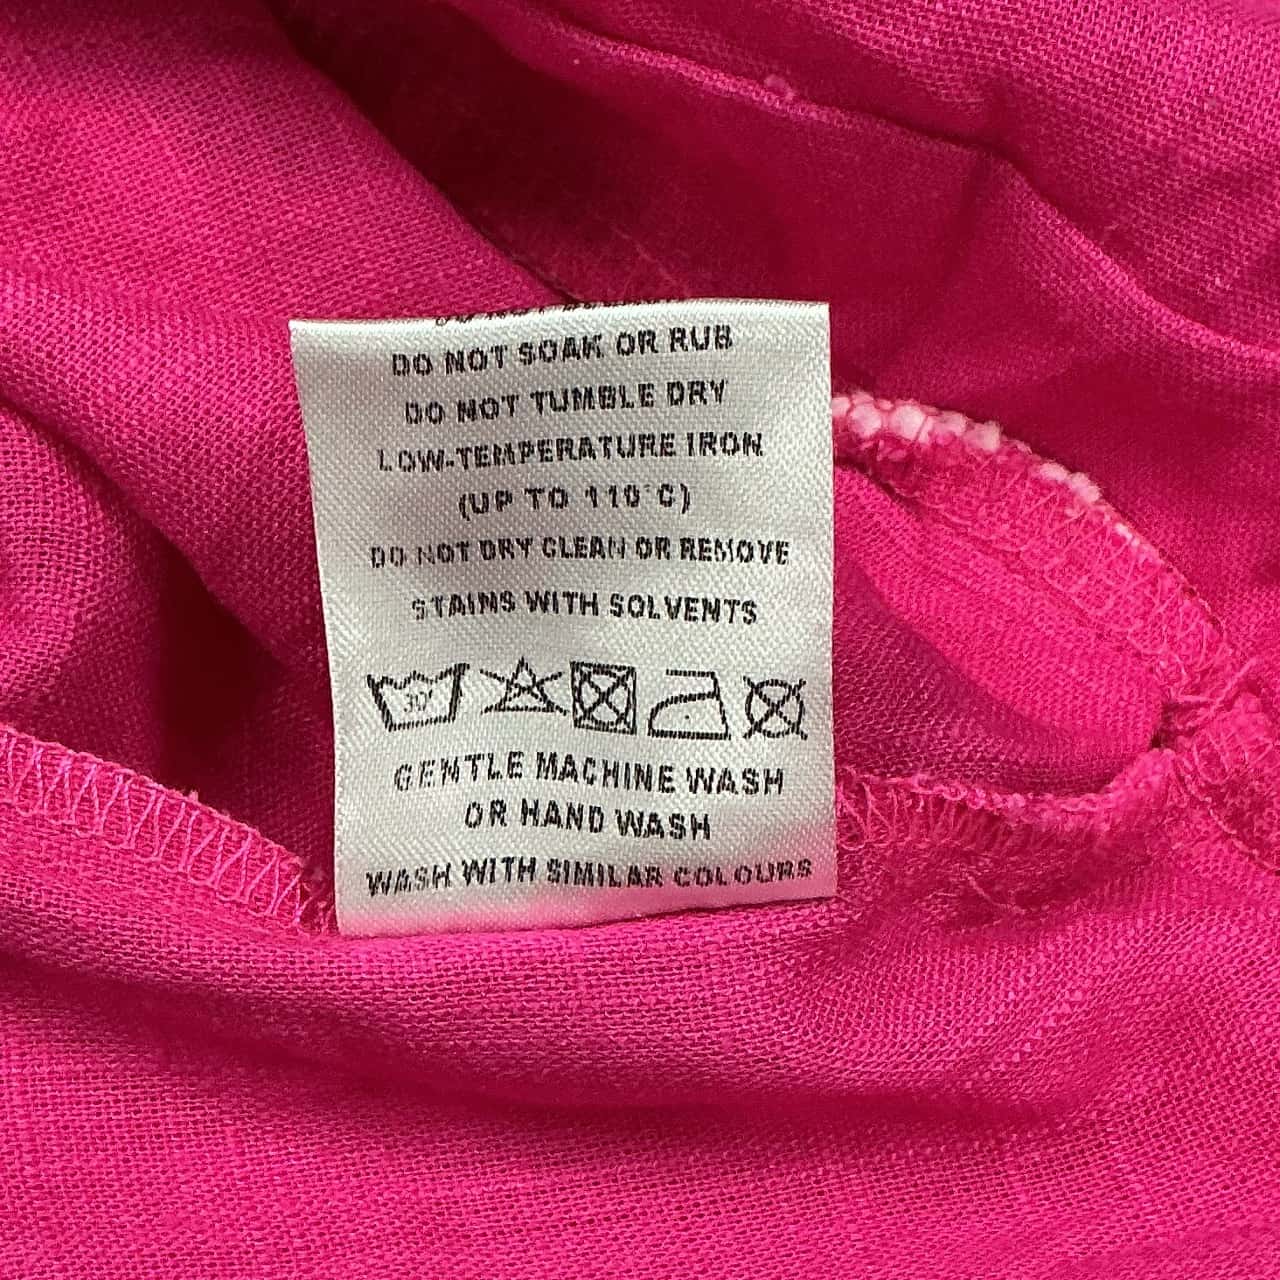 DO NOT SOAK OR RUB
DO NOT TUMBLE DRY
LOW-TEMPERATURE IRON
(UP TO 110°C)
DO NOT DRY CLEAN OR REMOVE
STAINS WITH SOLVENTS
30°
GENTLE MACHINE WASH
OR HAND WASH
WASH WITH SIMILAR COLOURS